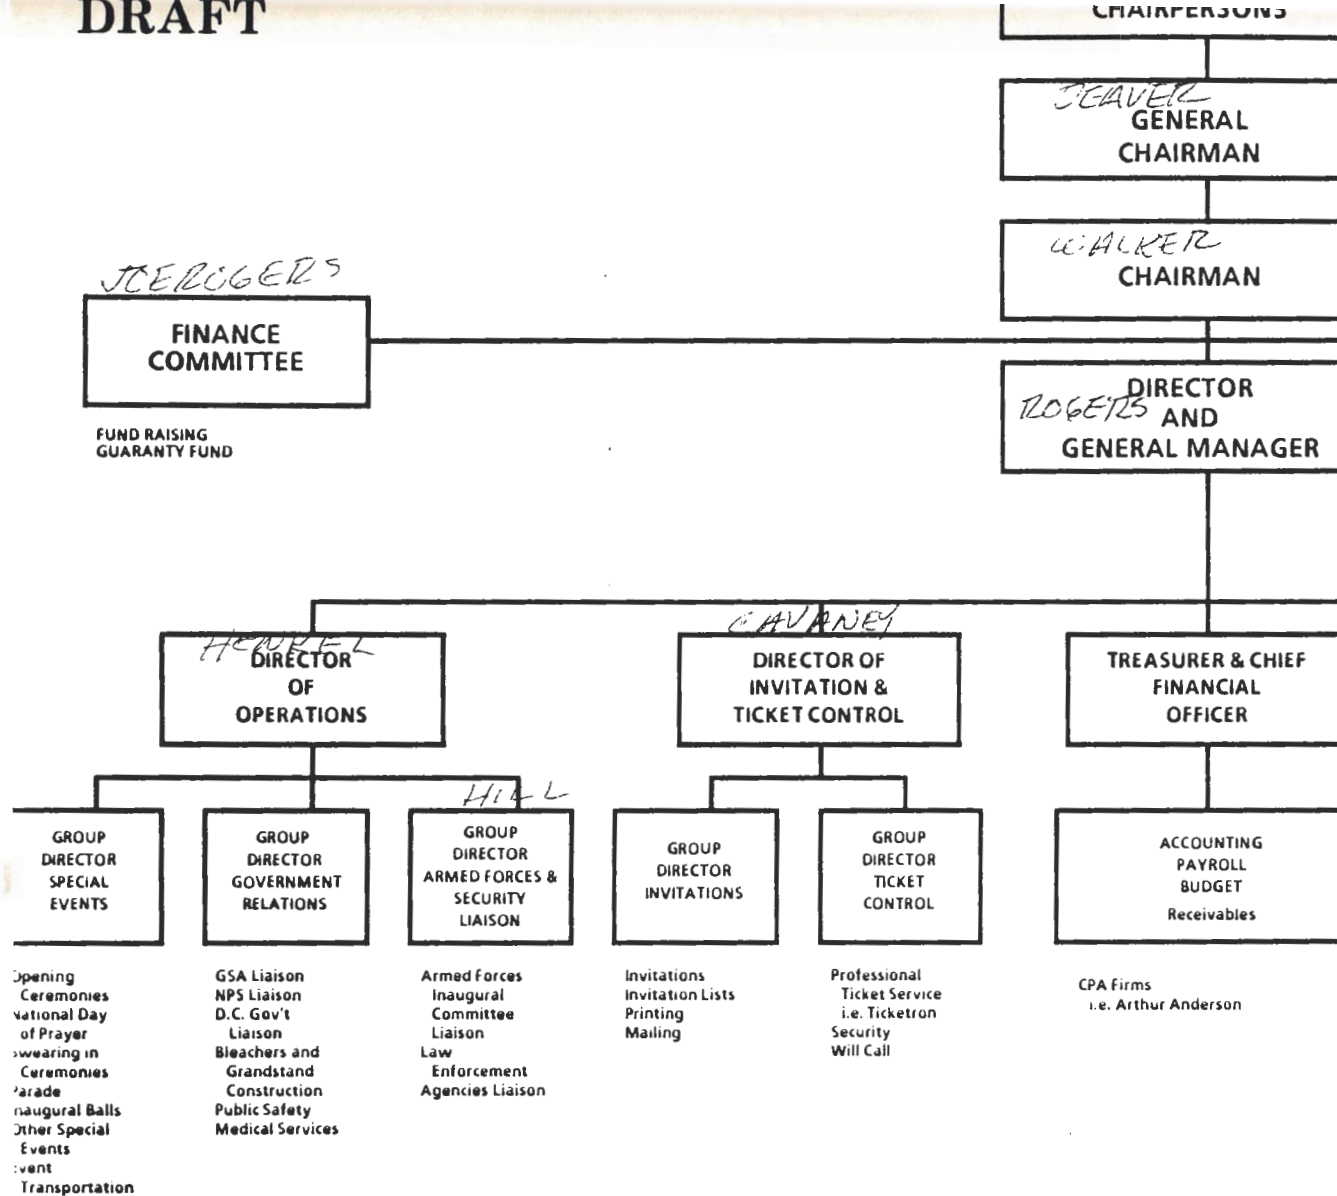 DRAFT
CHAIRPERSONS
DEAVER
GENERAL
CHAIRMAN
WALKER
CHAIRMAN
JOE ROGERS
FINANCE
COMMITTEE
FUND RAISING
GUARANTY FUND
ROGERS
DIRECTOR
AND
GENERAL MANAGER
HENKEL
DIRECTOR
OF
OPERATIONS
CAVANEY
DIRECTOR OF
INVITATION &
TICKET CONTROL
TREASURER & CHIEF
FINANCIAL
OFFICER
GROUP
DIRECTOR
SPECIAL
EVENTS
Opening
Ceremonies
National Day
of Prayer
Swearing in
Ceremonies
Parade
Inaugural Balls
Other Special
Events
Event
Transportation
GROUP
DIRECTOR
GOVERNMENT
RELATIONS
GSA Liaison
NPS Liaison
D.C. Gov't
Liaison
Bleachers and
Grandstand
Construction
Public Safety
Medical Services
HILL
GROUP
DIRECTOR
ARMED FORCES &
SECURITY
LIAISON
Armed Forces
Inaugural
Committee
Liaison
Law
Enforcement
Agencies Liaison
GROUP
DIRECTOR
INVITATIONS
Invitations
Invitation Lists
Printing
Mailing
GROUP
DIRECTOR
TICKET
CONTROL
Professional
Ticket Service
i.e. Ticketron
Security
Will Call
ACCOUNTING
PAYROLL
BUDGET
Receivables
CPA Firms
i.e. Arthur Anderson